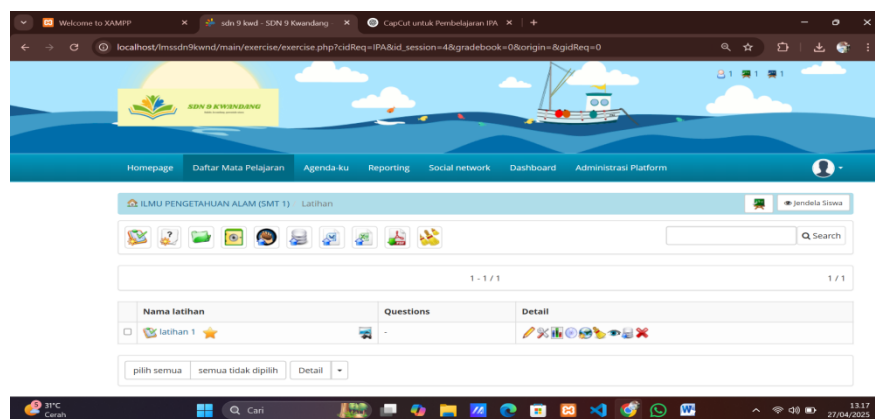 Welcome to XAMPP
sdn 9 kwd - SDN 9 Kwandang -
CapCut untuk Pembelajaran IPA
localhost/lmssdn9kwnd/main/exercise/exercise.php?cidReq=IPA&id_session=4&gradebook=0&origin=&gidReq=0
1 1 1
SDN 9 KWANDANG
Homepage Daftar Mata Pelajaran Agenda-ku Reporting Social network Dashboard Administrasi Platform
ILMU PENGETAHUAN ALAM (SMT 1) Latihan Jendela Siswa
Search
1 - 1 / 1 1 / 1
Nama latihan Questions Detail
latihan 1 -
pilih semua semua tidak dipilih Detail
5 31°C Cari 13.17
Cerah 27/04/2025